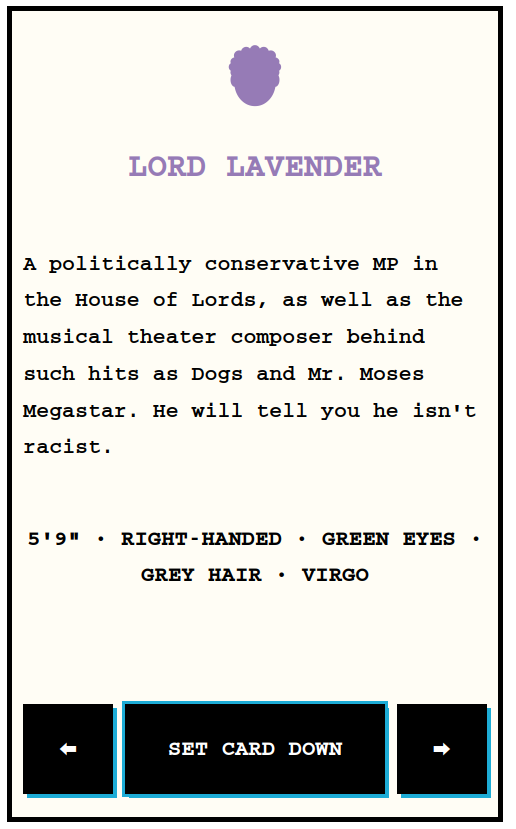 LORD LAVENDER
A politically conservative MP in
the House of Lords, as well as the
musical theater composer behind
such hits as Dogs and Mr. Moses
Megastar. He will tell you he isn't
racist.
5'9" · RIGHT-HANDED · GREEN EYES ·
GREY HAIR · VIRGO
SET CARD DOWN